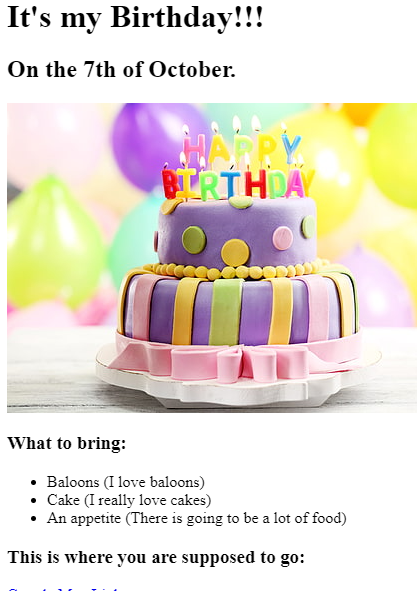 It's my Birthday!!!
On the 7th of October.
HAPPY
BIRTHDAY
What to bring:
Baloons (I love baloons)
Cake (I really love cakes)
An appetite (There is going to be a lot of food)
This is where you are supposed to go: